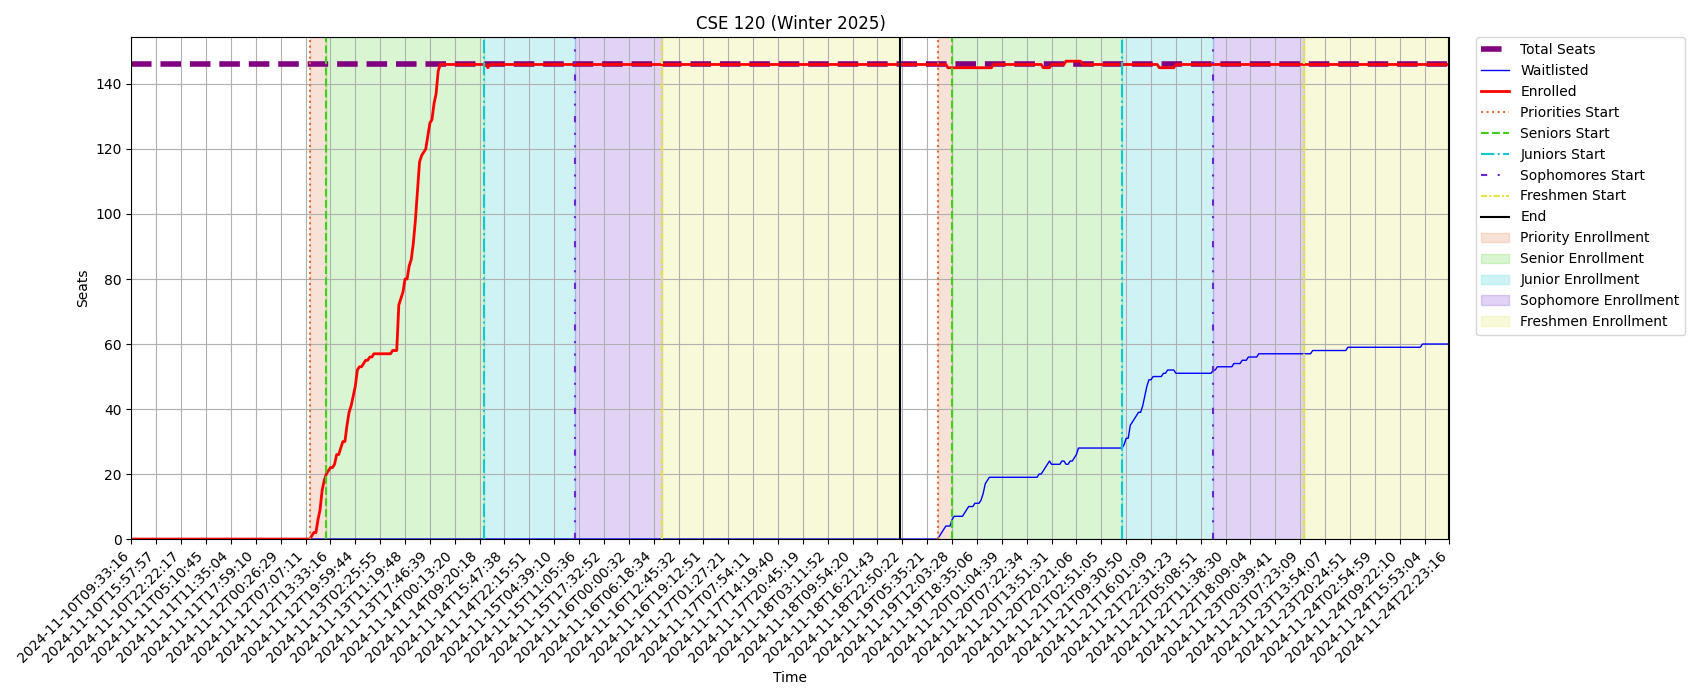 CSE 120 (Winter 2025)
Seats
140
120
100
80
60
40
20
0
2024-11-10T09:33:16
2024-11-10T15:57:57
2024-11-10T22:22:17
2024-11-11T05:10:45
2024-11-11T11:35:04
2024-11-11T17:59:10
2024-11-12T00:26:29
2024-11-12T07:07:11
2024-11-12T13:33:16
2024-11-12T19:59:44
2024-11-13T03:25:55
2024-11-13T11:19:48
2024-11-13T17:46:39
2024-11-14T00:13:20
2024-11-14T09:20:18
2024-11-14T15:47:38
2024-11-14T22:15:51
2024-11-15T04:39:10
2024-11-15T11:05:36
2024-11-15T17:32:52
2024-11-16T00:00:32
2024-11-16T06:18:34
2024-11-16T12:45:32
2024-11-16T19:12:51
2024-11-17T01:27:21
2024-11-17T07:54:11
2024-11-17T14:19:40
2024-11-17T20:45:19
2024-11-18T03:11:52
2024-11-18T09:54:20
2024-11-18T16:21:43
2024-11-18T22:50:22
2024-11-19T05:35:21
2024-11-19T12:03:28
2024-11-19T18:35:06
2024-11-20T01:04:39
2024-11-20T07:22:34
2024-11-20T13:51:31
2024-11-20T20:21:06
2024-11-21T02:51:05
2024-11-21T09:30:50
2024-11-21T16:01:09
2024-11-21T22:31:23
2024-11-22T05:08:51
2024-11-22T11:38:30
2024-11-22T18:09:04
2024-11-23T00:39:41
2024-11-23T07:23:09
2024-11-23T13:54:07
2024-11-23T20:24:51
2024-11-24T02:54:59
2024-11-24T09:22:10
2024-11-24T15:53:04
2024-11-24T22:23:16
Time
Total Seats
Waitlisted
Enrolled
Priorities Start
Seniors Start
Juniors Start
Sophomores Start
Freshmen Start
End
Priority Enrollment
Senior Enrollment
Junior Enrollment
Sophomore Enrollment
Freshmen Enrollment